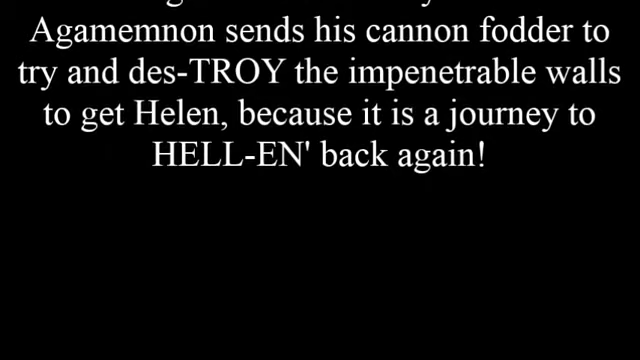 Agamemnon sends his cannon fodder to
try and des-TROY the impenetrable walls
to get Helen, because it is a journey to
HELL-EN' back again!